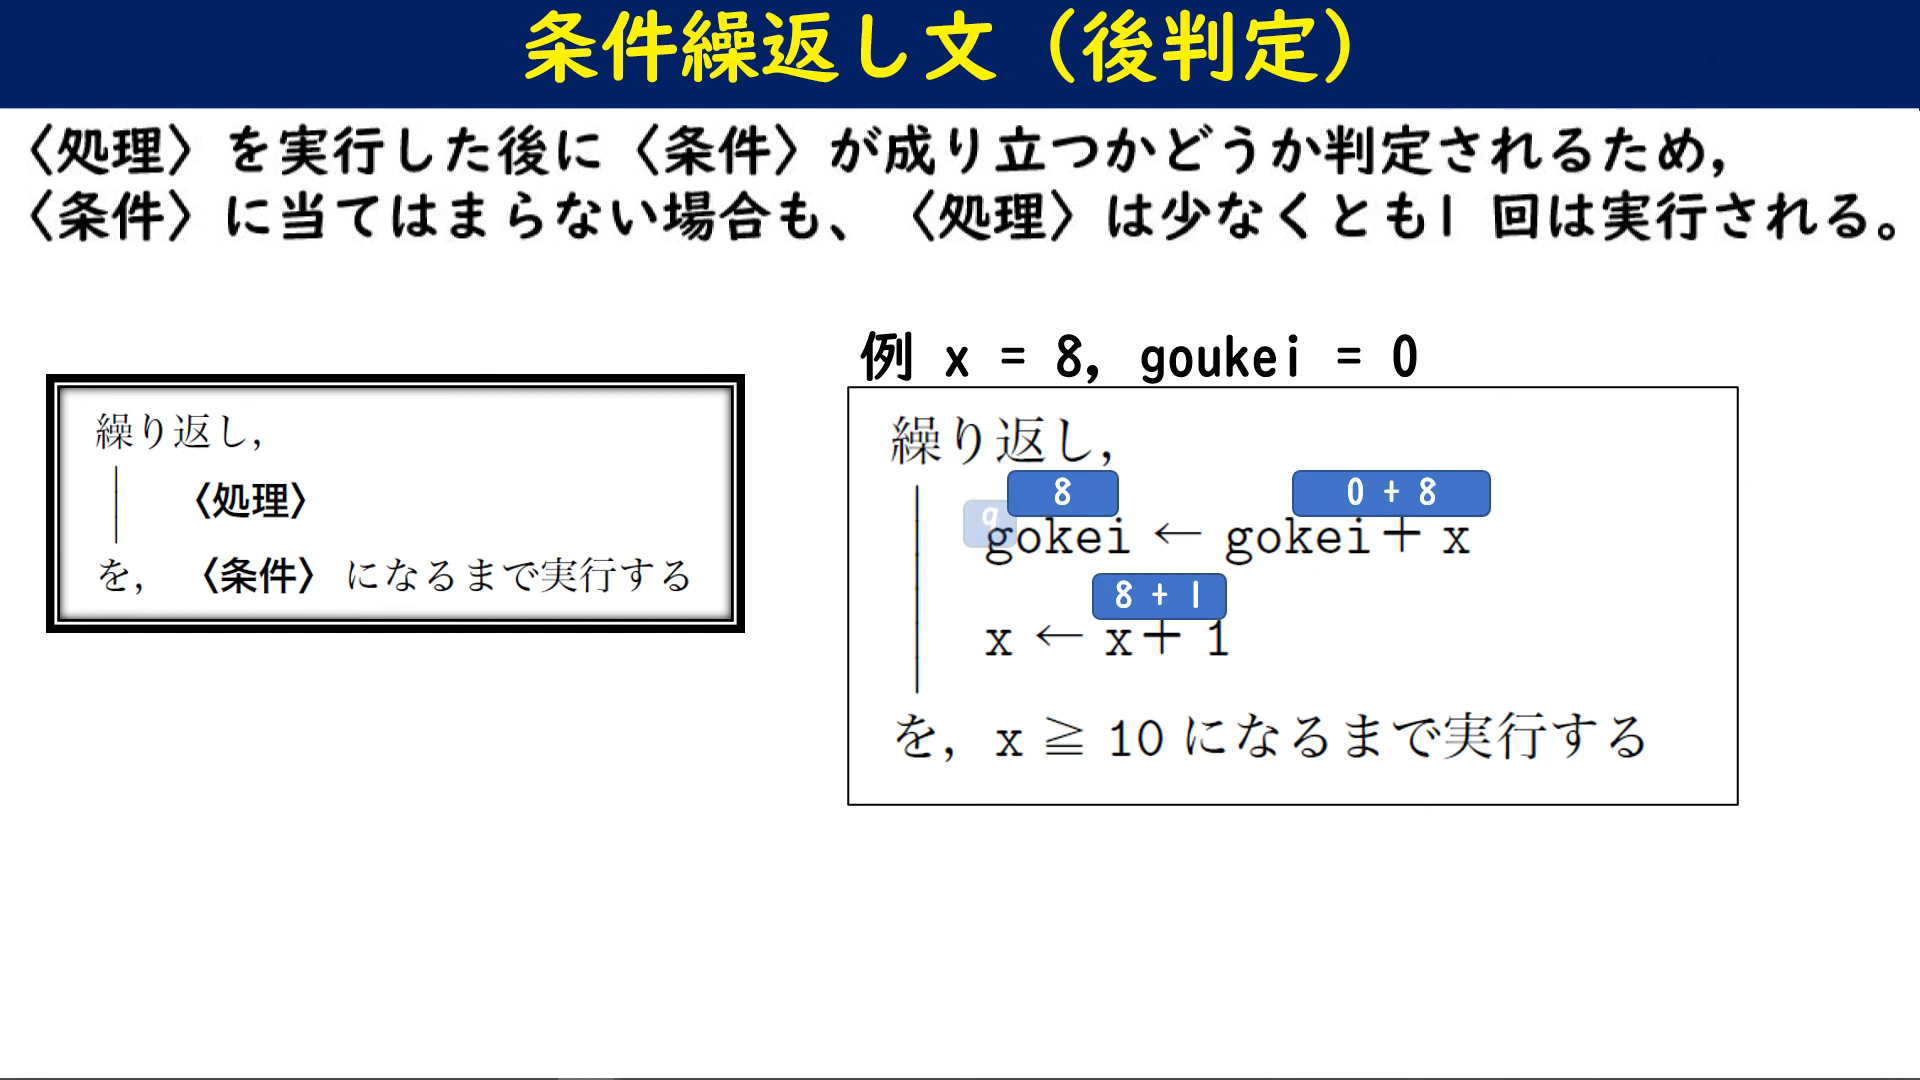 条件繰返し文（後判定）
〈処理〉を実行した後に〈条件〉が成り立つかどうか判定されるため,
〈条件〉に当てはまらない場合も、〈処理〉は少なくとも1 回は実行される。
繰り返し,
〈処理〉
を, 〈条件〉 になるまで実行する
例 x = 8, goukei = 0
繰り返し,
8
0 + 8
gokei ← gokei + x
8 + 1
x ← x + 1
を, x ≧ 10 になるまで実行する